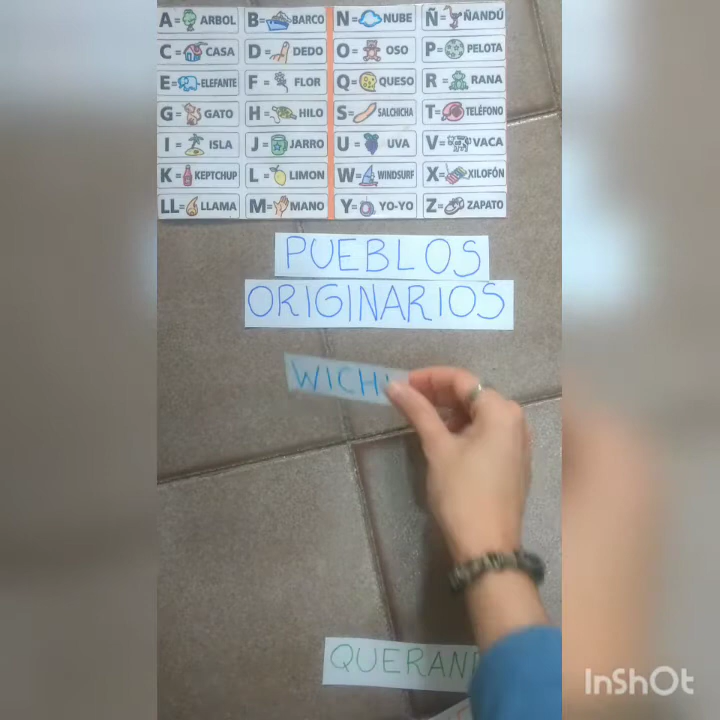 A= ARBOL B= BARCO N= NUBE Ñ= ÑANDÚ
C= CASA D= DEDO O= OSO P= PELOTA
E= ELEFANTE F= FLOR Q= QUESO R= RANA
G= GATO H= HILO S= SALCHICHA T= TELÉFONO
I= ISLA J= JARRO U= UVA V= VACA
K= KEPTCHUP L= LIMON W= WINDSURF X= XILOFÓN
LL= LLAMA M= MANO Y= YO-YO Z= ZAPATO
PUEBLOS
ORIGINARIOS
WICHI
QUERAN
InShOt